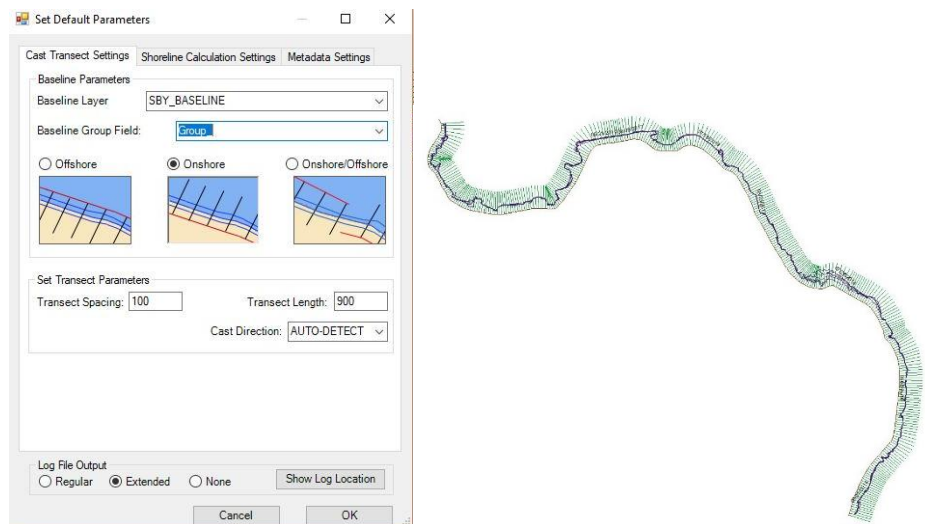 Set Default Parameters
Cast Transect Settings Shoreline Calculation Settings Metadata Settings
Baseline Parameters
Baseline Layer SBY_BASELINE
Baseline Group Field: Group_
Offshore Onshore Onshore/Offshore
Set Transect Parameters
Transect Spacing: 100 Transect Length: 900
Cast Direction: AUTO-DETECT
Log File Output
Regular Extended None Show Log Location
Cancel OK